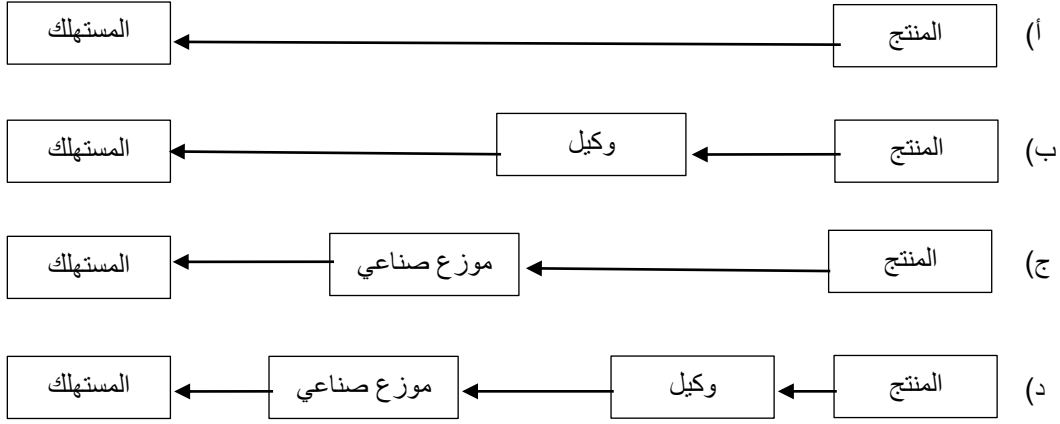 أ) المنتج المستهلك
ب) المنتج وكيل المستهلك
ج) المنتج موزع صناعي المستهلك
د) المنتج وكيل موزع صناعي المستهلك